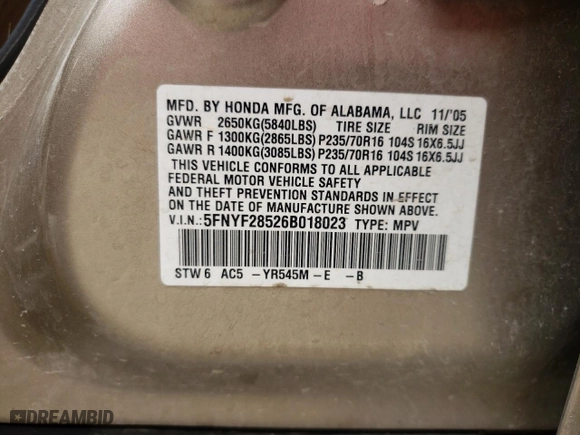 MFD. BY HONDA MFG. OF ALABAMA, LLC 11/'05
GVWR 2650KG(5840LBS) TIRE SIZE RIM SIZE
GAWR F 1300KG(2865LBS) P235/70R16 104S 16X6.5JJ
GAWR R 1400KG(3085LBS) P235/70R16 104S 16X6.5JJ
THIS VEHICLE CONFORMS TO ALL APPLICABLE
FEDERAL MOTOR VEHICLE SAFETY
AND THEFT PREVENTION STANDARDS IN EFFECT
ON THE DATE OF MANUFACTURE SHOWN ABOVE.
V.I.N.: 5FNYF28526B018023 TYPE: MPV
STW6 AC5 -YR545M-E -B
DREAMBID